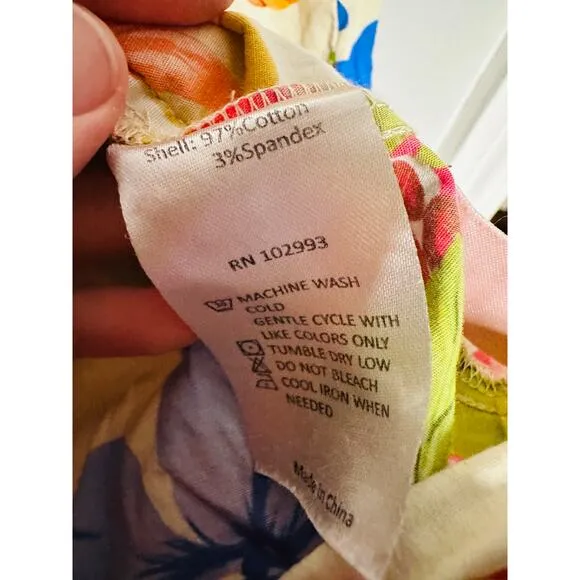 Shell: 97%Cotton
3%Spandex
RN 102993
MACHINE WASH
COLD
GENTLE CYCLE WITH
LIKE COLORS ONLY
TUMBLE DRY LOW
DO NOT BLEACH
COOL IRON WHEN
NEEDED
Made in China